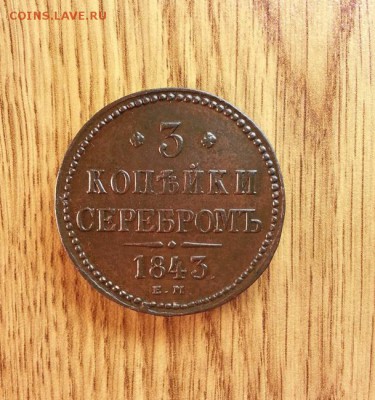 COINS.LAVE.RU
3
КОПѢЙКИ
СЕРЕБРОМЪ
1843
Е.М